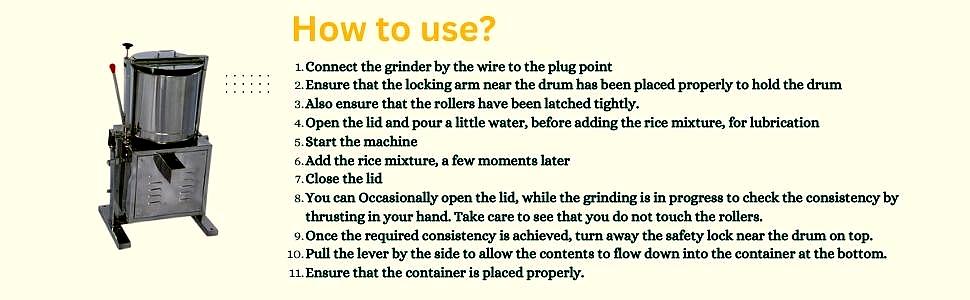 How to use?
1. Connect the grinder by the wire to the plug point
2. Ensure that the locking arm near the drum has been placed properly to hold the drum
3. Also ensure that the rollers have been latched tightly.
4. Open the lid and pour a little water, before adding the rice mixture, for lubrication
5. Start the machine
6. Add the rice mixture, a few moments later
7. Close the lid
8. You can Occasionally open the lid, while the grinding is in progress to check the consistency by
thrusting in your hand. Take care to see that you do not touch the rollers.
9. Once the required consistency is achieved, turn away the safety lock near the drum on top.
10. Pull the lever by the side to allow the contents to flow down into the container at the bottom.
11. Ensure that the container is placed properly.